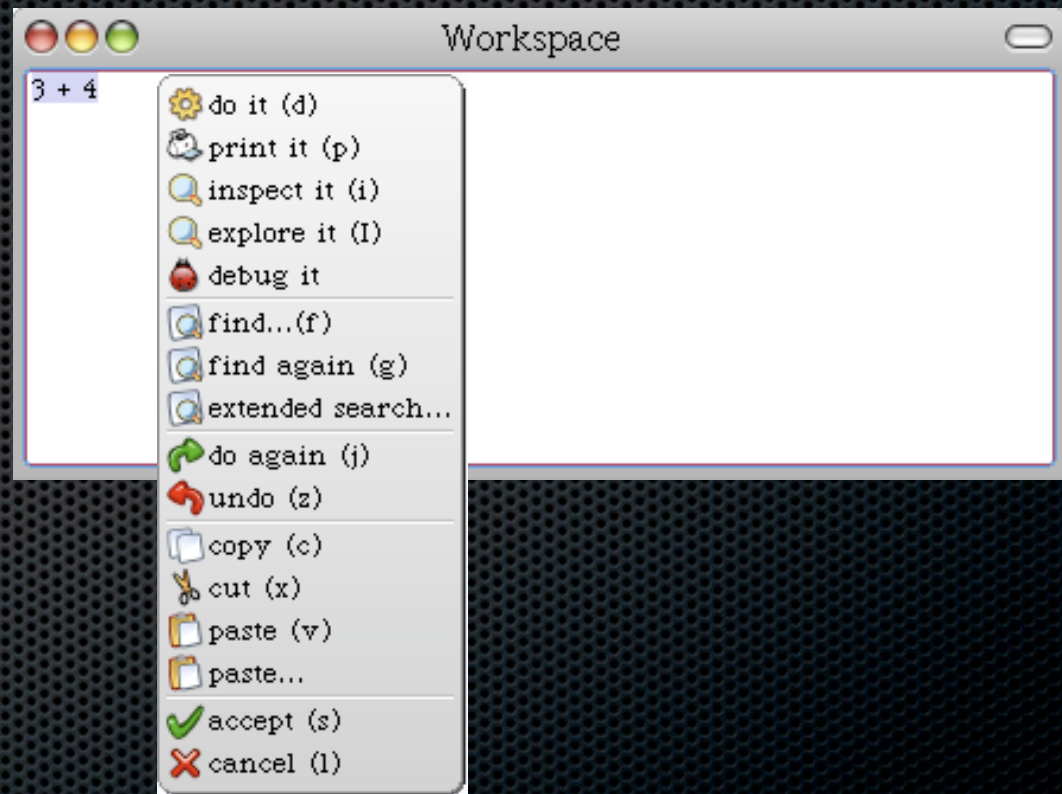 Workspace
3 + 4
do it (d)
print it (p)
inspect it (i)
explore it (I)
debug it
find...(f)
find again (g)
extended search...
do again (j)
undo (z)
copy (c)
cut (x)
paste (v)
paste...
accept (s)
cancel (l)